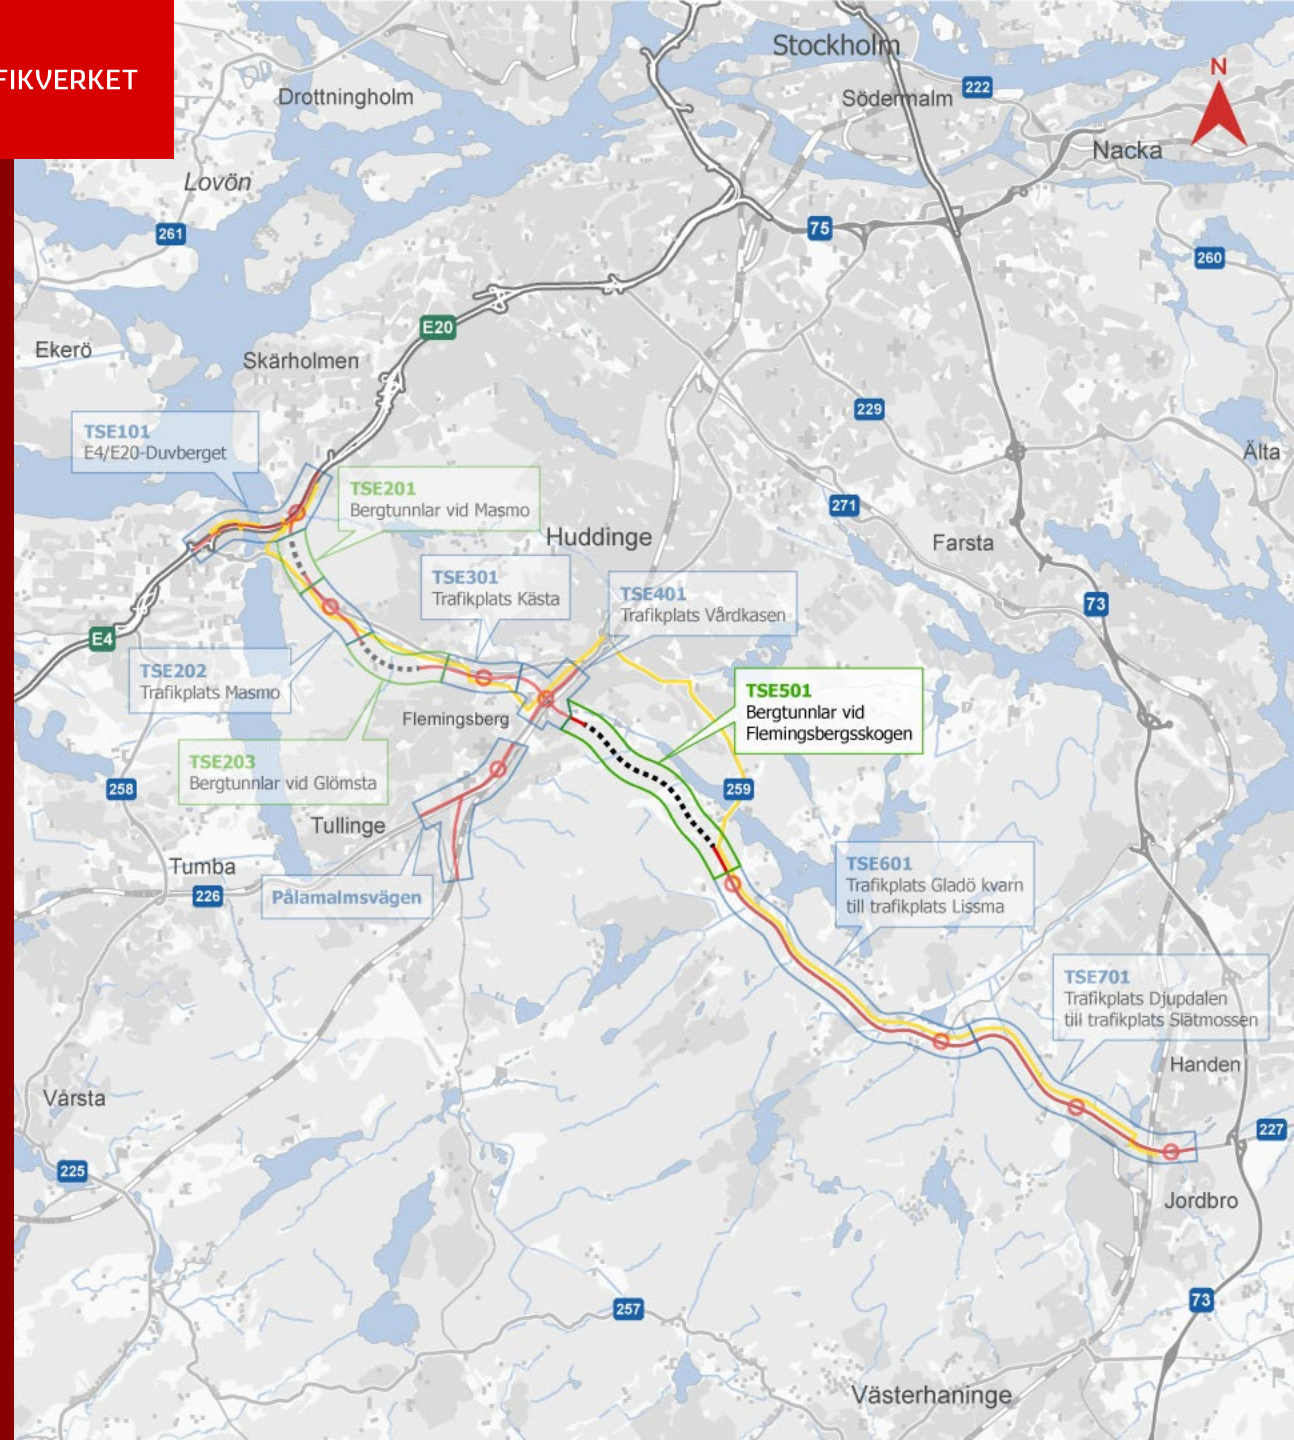 FIKVERKET
Stockholm
N
Drottningholm
Södermalm
222
Nacka
Lovön
261
75
260
E20
Ekerö
Skärholmen
229
TSE101
E4/E20-Duvberget
Älta
TSE201
Bergtunnlar vid Masmo
271
Huddinge
Farsta
TSE301
Trafikplats Kästa
TSE401
Trafikplats Vårdkasen
73
E4
TSE202
Trafikplats Masmo
TSE501
Bergtunnlar vid
Flemingsbergsskogen
Flemingsberg
TSE203
Bergtunnlar vid Glömsta
258
259
Tullinge
Tumba
226
Pålamalmsvägen
TSE601
Trafikplats Gladö kvarn
till trafikplats Lissma
TSE701
Trafikplats Djupdalen
till trafikplats Slätmossen
Handen
Vårsta
227
225
Jordbro
257
73
Västerhaninge